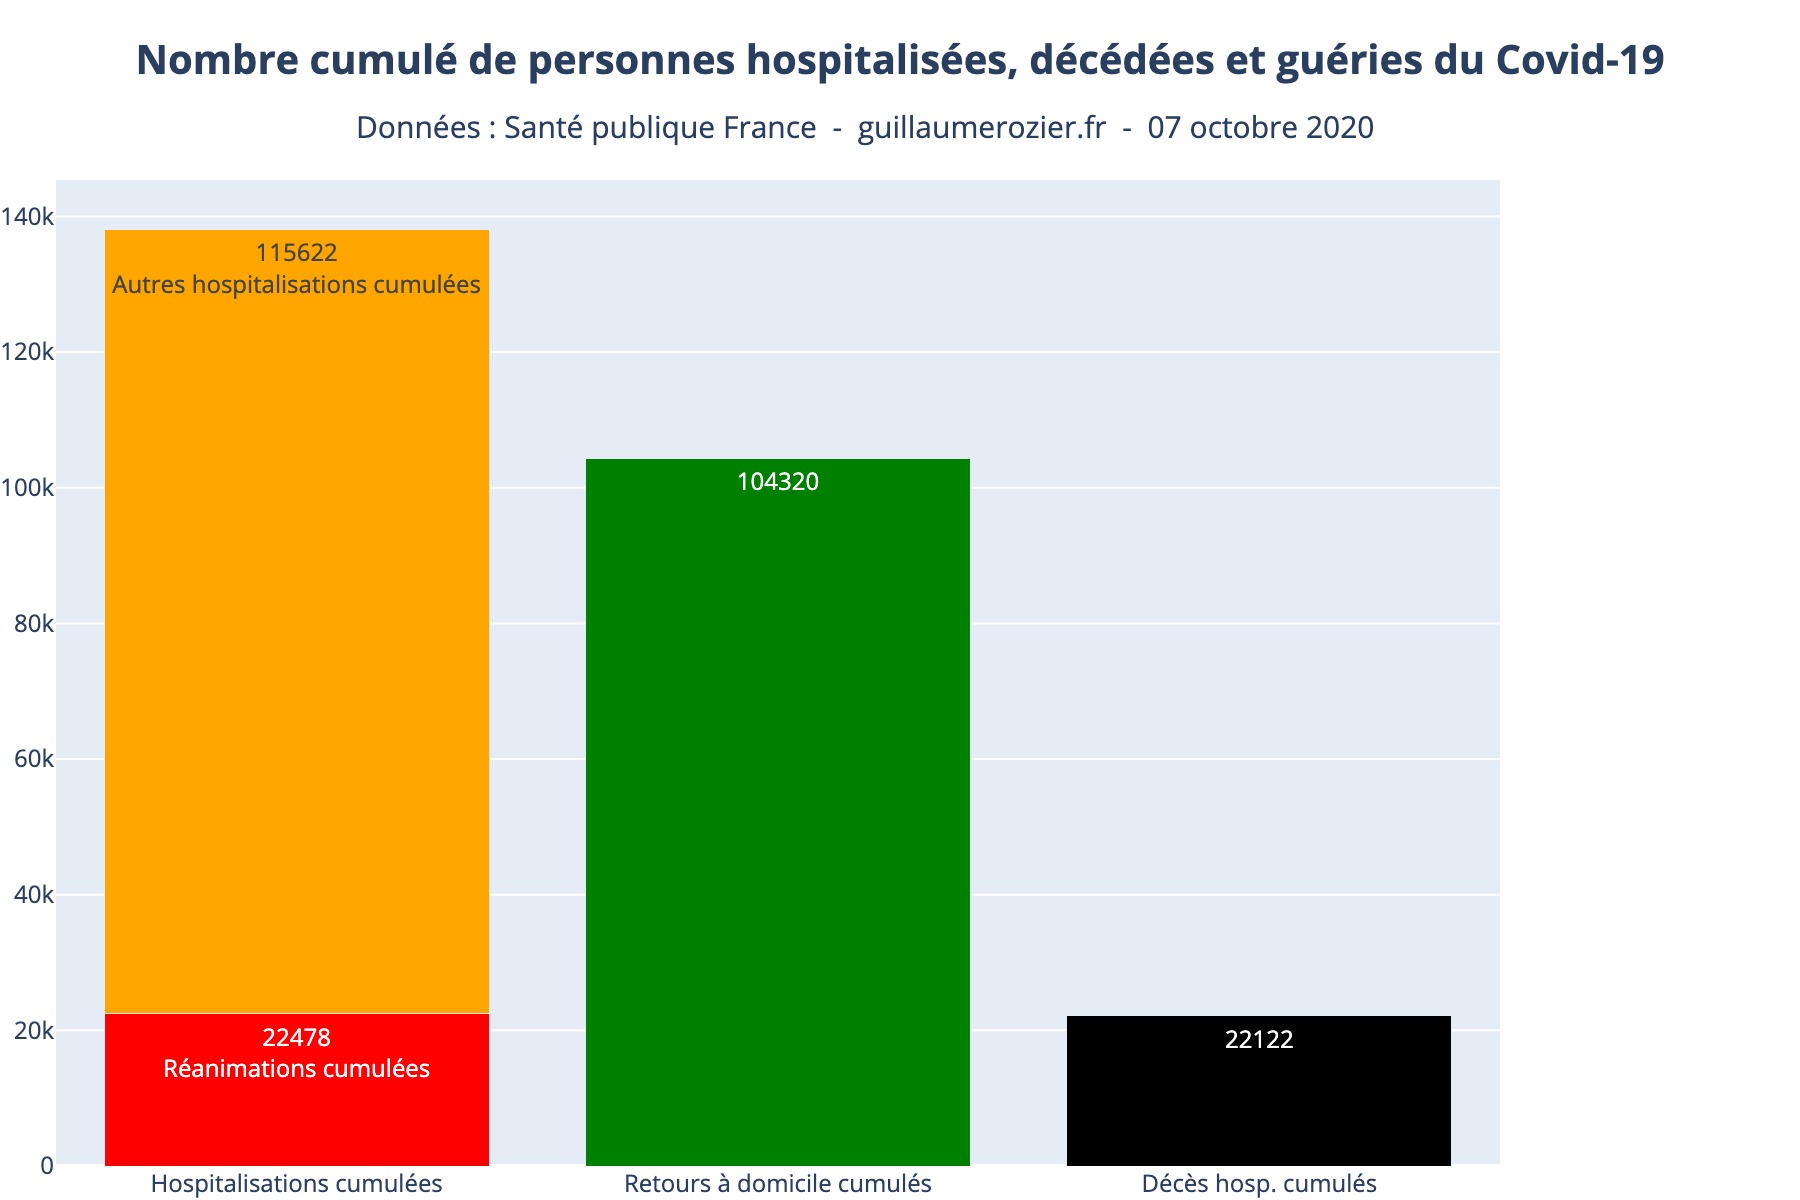 Nombre cumulé de personnes hospitalisées, décédées et guéries du Covid-19
Données : Santé publique France - guillaumerozier.fr - 07 octobre 2020
140k
120k
100k
80k
60k
40k
20k
0
115622
Autres hospitalisations cumulées
22478
Réanimations cumulées
104320
22122
Hospitalisations cumulées
Retours à domicile cumulés
Décès hosp. cumulés